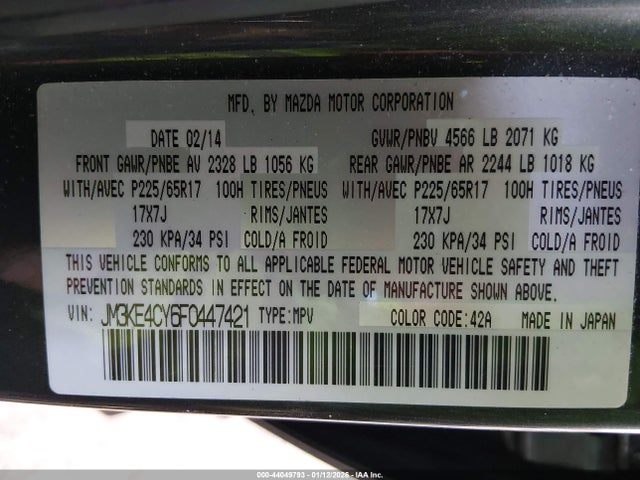 MFD. BY MAZDA MOTOR CORPORATION
DATE 02/14 GVWR/PNBV 4566 LB 2071 KG
FRONT GAWR/PNBE AV 2328 LB 1056 KG REAR GAWR/PNBE AR 2244 LB 1018 KG
WITH/AVEC P225/65R17 100H TIRES/PNEUS WITH/AVEC P225/65R17 100H TIRES/PNEUS
17X7J RIMS/JANTES 17X7J RIMS/JANTES
230 KPA/34 PSI COLD/A FROID 230 KPA/34 PSI COLD/A FROID
THIS VEHICLE CONFORMS TO ALL APPLICABLE FEDERAL MOTOR VEHICLE SAFETY AND THEFT
PREVENTION STANDARDS IN EFFECT ON THE DATE OF MANUFACTURE SHOWN ABOVE.
VIN: JM3KE4CY6F0447421 TYPE:MPV COLOR CODE:42A MADE IN JAPAN
000-44049793 - 01/12/2026 - IAA Inc.